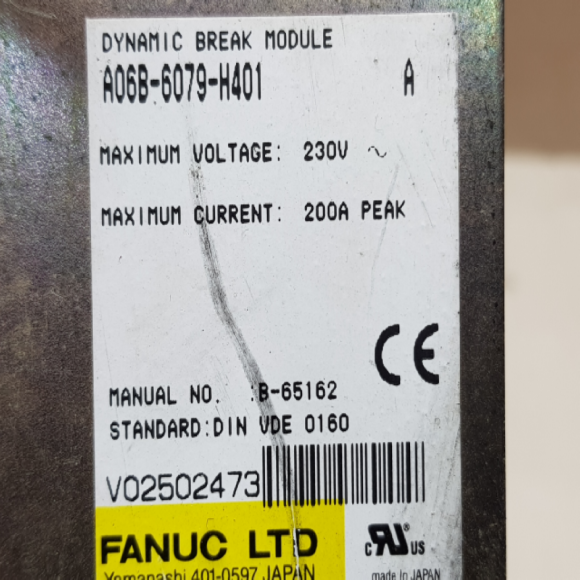 DYNAMIC BREAK MODULE
A06B-6079-H401 A
MAXIMUM VOLTAGE: 230V ~
MAXIMUM CURRENT: 200A PEAK
CE
MANUAL NO. :B-65162
STANDARD:DIN VDE 0160
V02502473
FANUC LTD
c RU® US
Yamanashi 401-0597 JAPAN
made in JAPAN